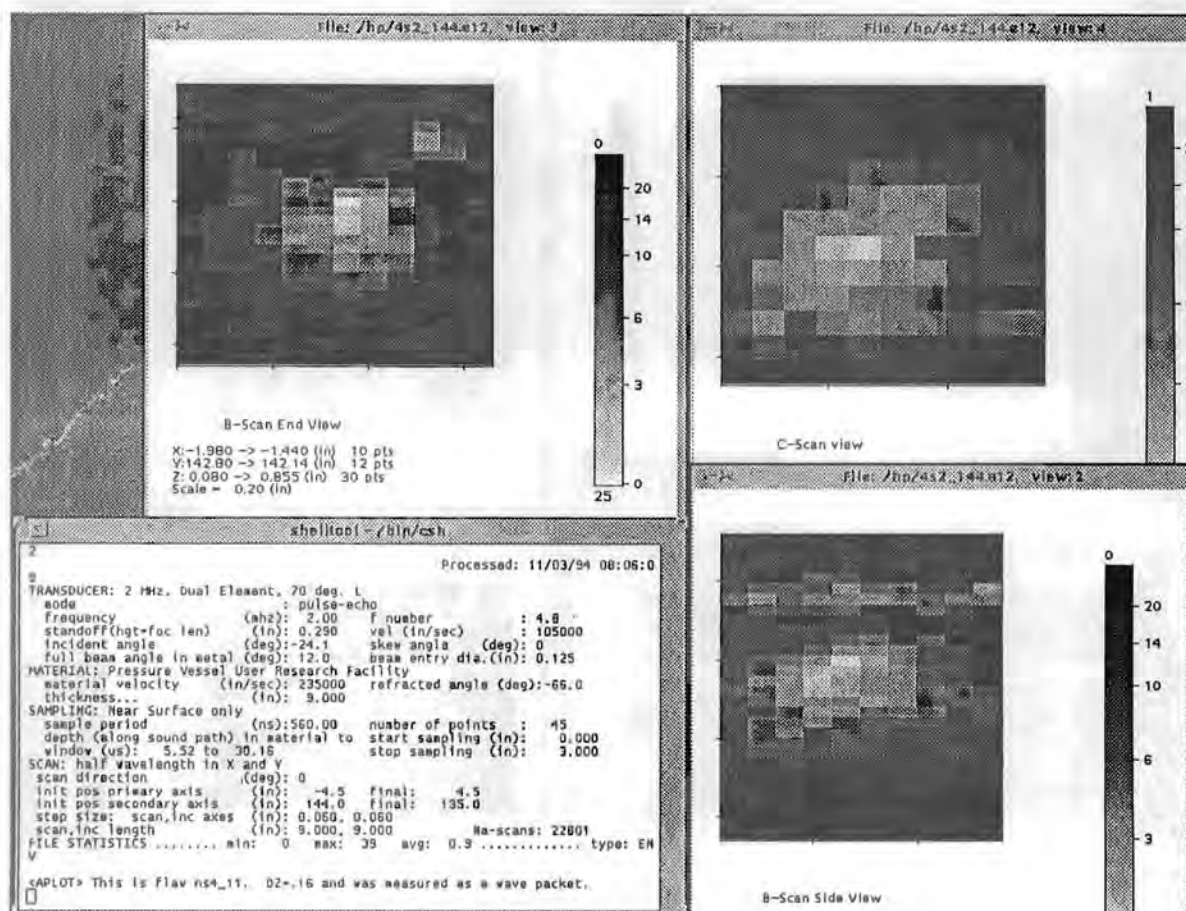 File: /hp/4s2_144.e12, view:3
0
20
14
10
6
3
0
25
B-Scan End View
X:-1.980 -> -1.440 (in) 10 pts
Y:142.80 -> 142.14 (in) 12 pts
Z: 0.080 -> 0.855 (in) 30 pts
Scale = 0.20 (in)
File: /hp/4s2_144.e12, view:4
1
C-Scan view
shelltool - /bin/csh
2
Processed: 11/03/94 08:06:0
TRANSDUCER: 2 MHz, Dual Element, 70 deg. L
mode : pulse-echo
frequency (mhz): 2.00 f number : 4.8
standoff(hgt=foc len) (in): 0.290 vel (in/sec) : 105000
incident angle (deg):-24.1 skew angle (deg): 0
full beam angle in metal (deg): 12.0 beam entry dia.(in): 0.125
MATERIAL: Pressure Vessel User Research Facility
material velocity (in/sec): 235000 refracted angle (deg):-66.0
thickness... (in): 9.000
SAMPLING: Near Surface only
sample period (ns):560.00 number of points : 45
depth (along sound path) in material to start sampling (in): 0.000
window (us): 5.52 to 30.16 stop sampling (in): 3.000
SCAN: half wavelength in X and Y
scan direction (deg): 0
init pos primary axis (in): -4.5 final: 4.5
init pos secondary axis (in): 144.0 final: 135.0
step size: scan,inc axes (in): 0.060, 0.060
scan,inc length (in): 9.000, 9.000 Na-scans: 22801
FILE STATISTICS ........ min: 0 max: 39 avg: 0.9 ............. type: EN
V
<APLOT> This is flaw ns4_11. D2=.16 and was measured as a wave packet.
File: /hp/4s2_144.e12, view:2
0
20
14
10
6
3
B-Scan Side View